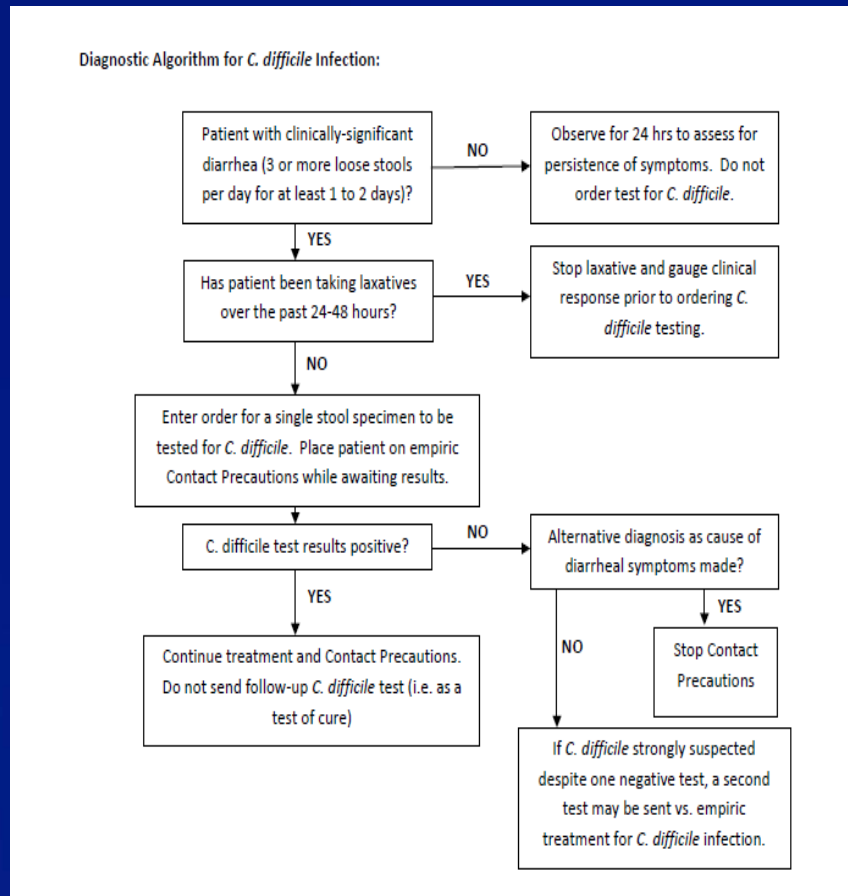 Diagnostic Algorithm for C. difficile Infection:
Patient with clinically-significant
diarrhea (3 or more loose stools
per day for at least 1 to 2 days)?
NO
Observe for 24 hrs to assess for
persistence of symptoms. Do not
order test for C. difficile.
YES
Has patient been taking laxatives
over the past 24-48 hours?
YES
Stop laxative and gauge clinical
response prior to ordering C.
difficile testing.
NO
Enter order for a single stool specimen to be
tested for C. difficile. Place patient on empiric
Contact Precautions while awaiting results.
C. difficile test results positive?
NO
Alternative diagnosis as cause of
diarrheal symptoms made?
YES
YES
Continue treatment and Contact Precautions.
Do not send follow-up C. difficile test (i.e. as a
test of cure)
NO
Stop Contact
Precautions
If C. difficile strongly suspected
despite one negative test, a second
test may be sent vs. empiric
treatment for C. difficile infection.